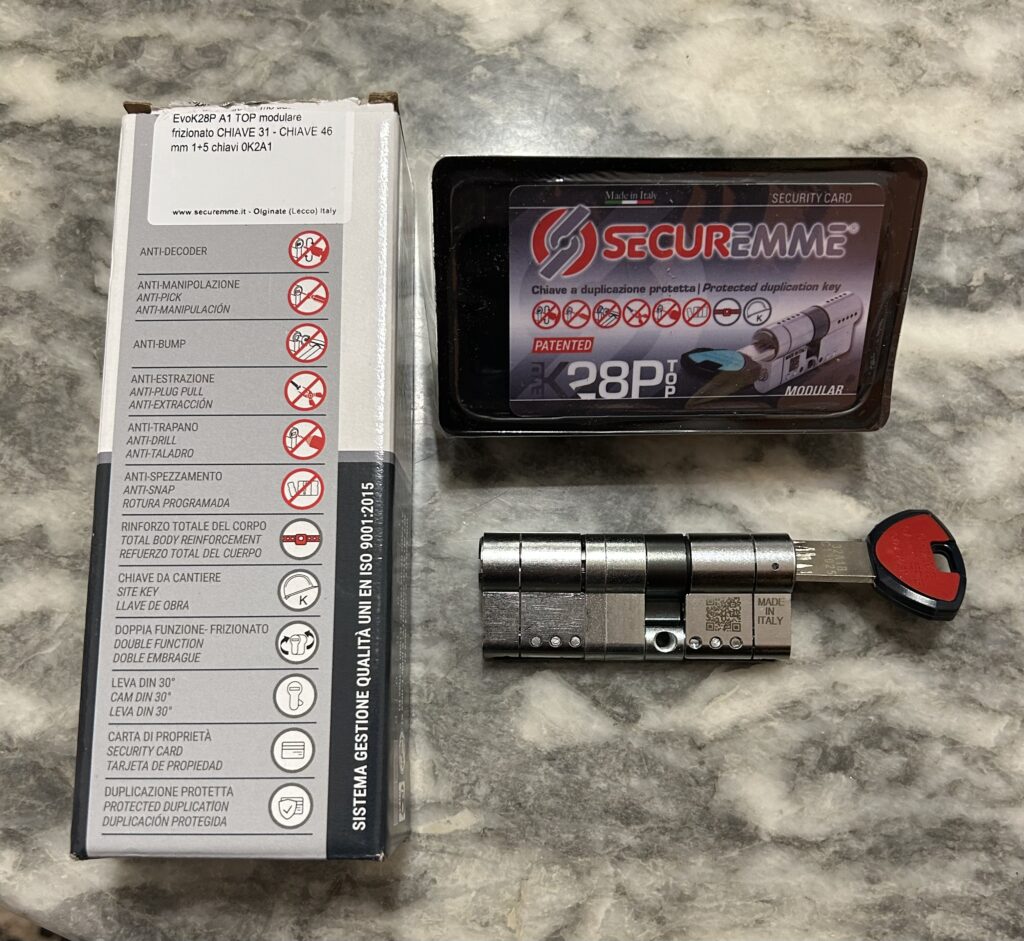 EvoK28P A1 TOP modulare
frizionato CHIAVE 31 - CHIAVE 46
mm 1+5 chiavi 0K2A1
www.securemme.it - Olginate (Lecco) Italy
ANTI-DECODER
ANTI-MANIPOLAZIONE
ANTI-PICK
ANTI-MANIPULACIÓN
ANTI-BUMP
ANTI-ESTRAZIONE
ANTI-PLUG PULL
ANTI-EXTRACCIÓN
ANTI-TRAPANO
ANTI-DRILL
ANTI-TALADRO
ANTI-SPEZZAMENTO
ANTI-SNAP
ROTURA PROGRAMADA
RINFORZO TOTALE DEL CORPO
TOTAL BODY REINFORCEMENT
REFUERZO TOTAL DEL CUERPO
CHIAVE DA CANTIERE
SITE KEY
LLAVE DE OBRA
K
DOPPIA FUNZIONE- FRIZIONATO
DOUBLE FUNCTION
DOBLE EMBRAGUE
LEVA DIN 30°
CAM DIN 30°
LEVA DIN 30°
CARTA DI PROPRIETÀ
SECURITY CARD
TARJETA DE PROPIEDAD
DUPLICAZIONE PROTETTA
PROTECTED DUPLICATION
DUPLICACIÓN PROTEGIDA
SISTEMA GESTIONE QUALITÀ UNI EN ISO 9001:2015
Made in Italy
SECURITY CARD
SECUREMME®
Chiave a duplicazione protetta | Protected duplication key
K
PATENTED
EVO K28P TOP
MODULAR
MADE
IN
ITALY